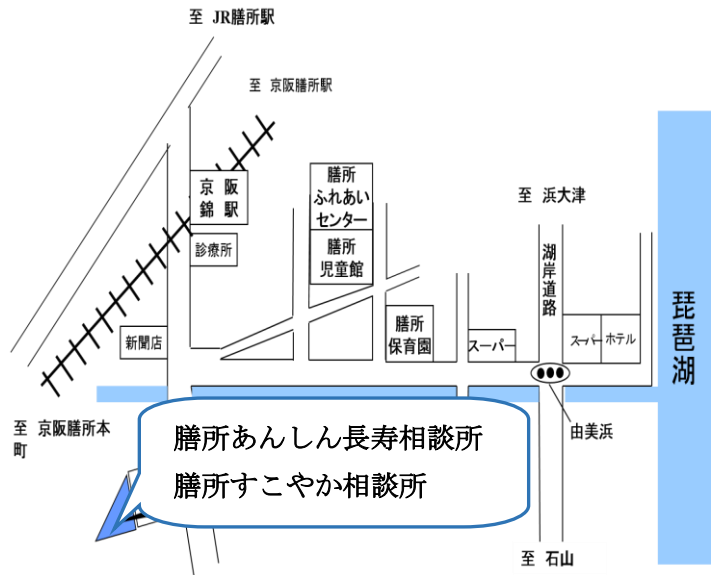 至 JR膳所駅
至 京阪膳所駅
京 阪
錦 駅
診療所
膳所
ふれあい
センター
膳所
児童館
至 浜大津
湖岸道路
琵琶湖
新聞店
膳所
保育園
スーパー
スーパー
ホテル
由美浜
至 京阪膳所本
町
膳所あんしん長寿相談所
膳所すこやか相談所
至 石山